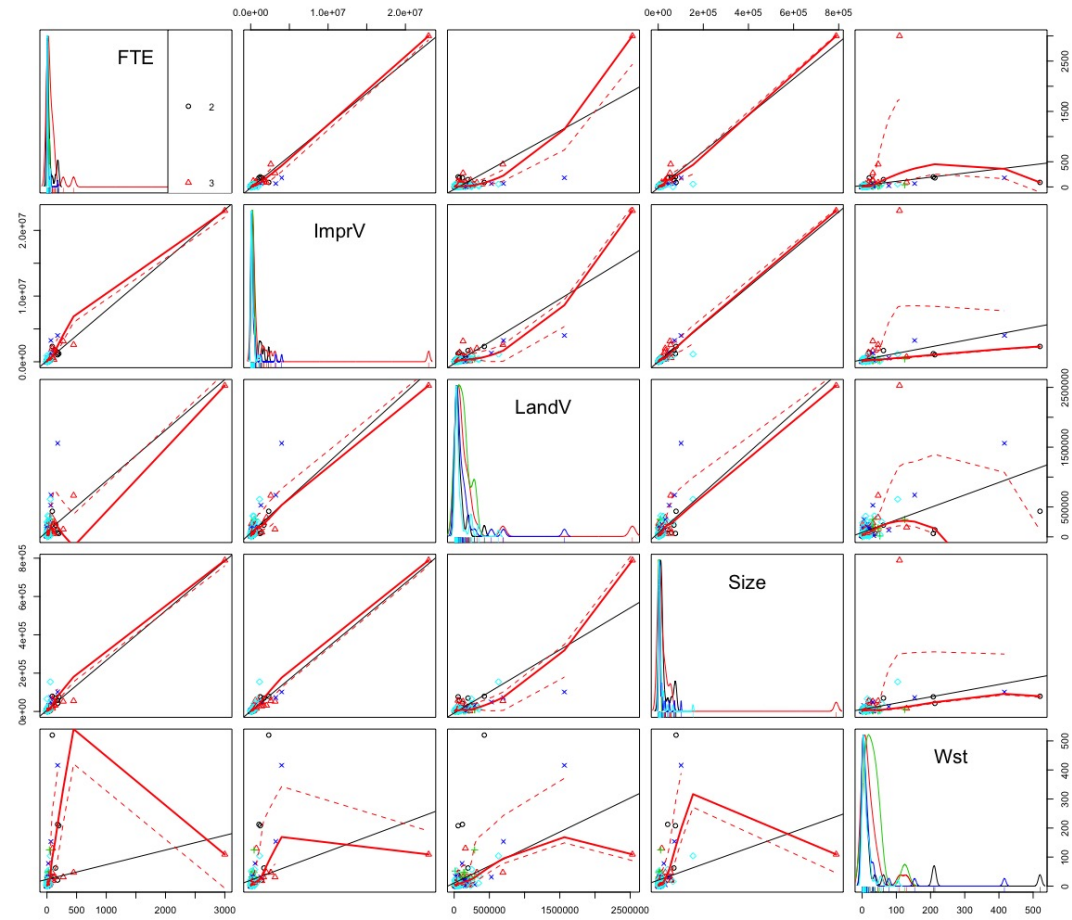 0.0e+00 1.0e+07 2.0e+07 0e+00 2e+05 4e+05 6e+05 8e+05
FTE
2
3
0 500 1500 2500
ImprV
0.0e+00 1.0e+07 2.0e+07
LandV
0 500000 1500000 2500000
Size
0e+00 2e+05 4e+05 6e+05 8e+05
Wst
0 100 200 300 400 500
0 500 1000 2000 3000 0 500000 1500000 2500000 0 100 200 300 400 500